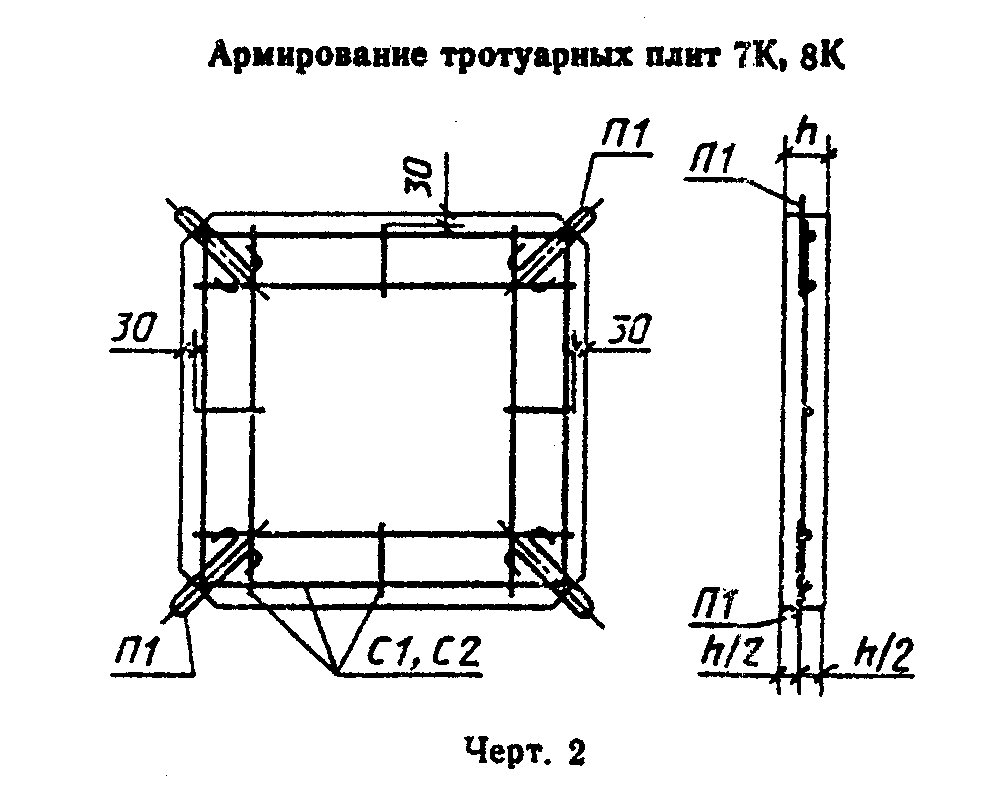 Армирование тротуарных плит 7К, 8К
П1
h
30
П1
30
30
П1
П1
С1, С2
h/2
h/2
Черт. 2